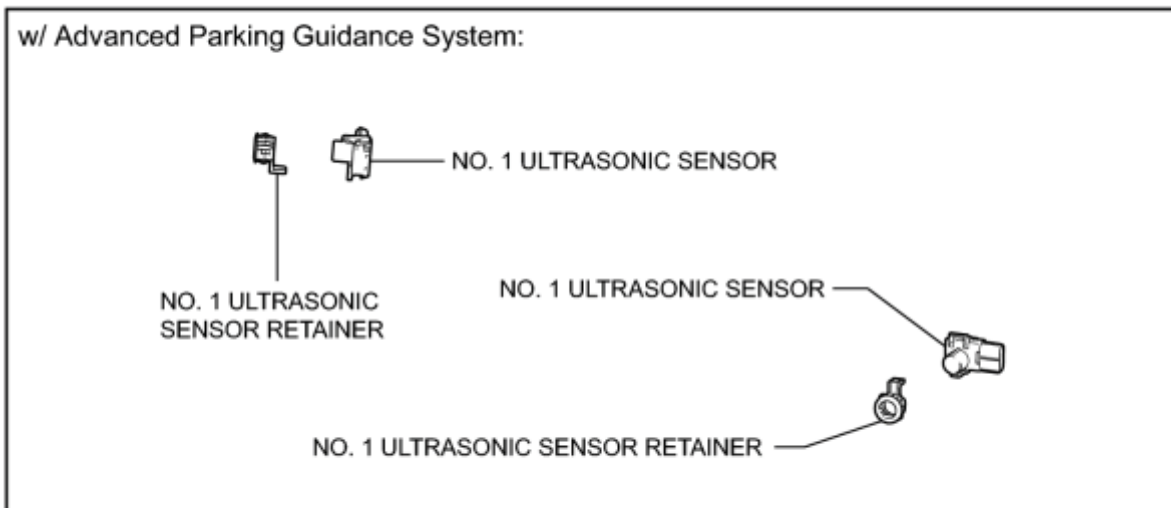 w/ Advanced Parking Guidance System:
NO. 1 ULTRASONIC SENSOR
NO. 1 ULTRASONIC
SENSOR RETAINER
NO. 1 ULTRASONIC SENSOR
NO. 1 ULTRASONIC SENSOR RETAINER